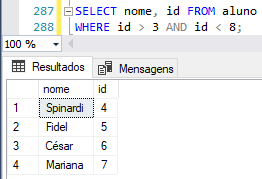 287 SELECT nome, id FROM aluno
288 WHERE id > 3 AND id < 8;
100 %
Resultados Mensagens
nome id
1 Spinardi 4
2 Fidel 5
3 César 6
4 Mariana 7